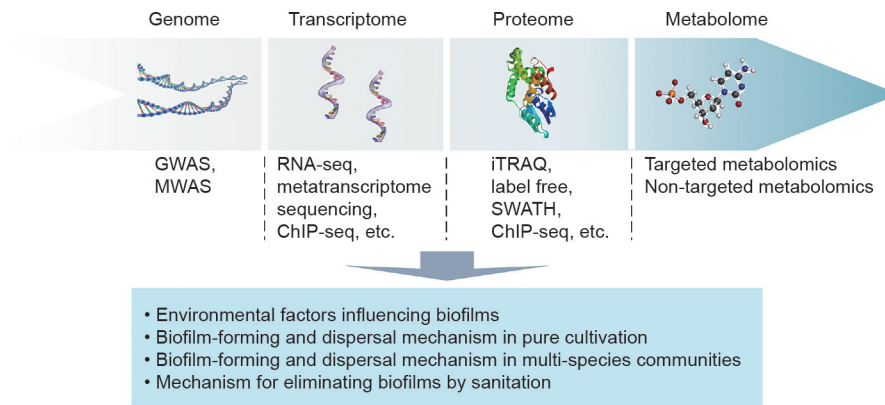 Genome
Transcriptome
Proteome
Metabolome
GWAS,
MWAS
RNA-seq,
metatranscriptome
sequencing,
ChIP-seq, etc.
iTRAQ,
label free,
SWATH,
ChIP-seq, etc.
Targeted metabolomics
Non-targeted metabolomics
• Environmental factors influencing biofilms
• Biofilm-forming and dispersal mechanism in pure cultivation
• Biofilm-forming and dispersal mechanism in multi-species communities
• Mechanism for eliminating biofilms by sanitation